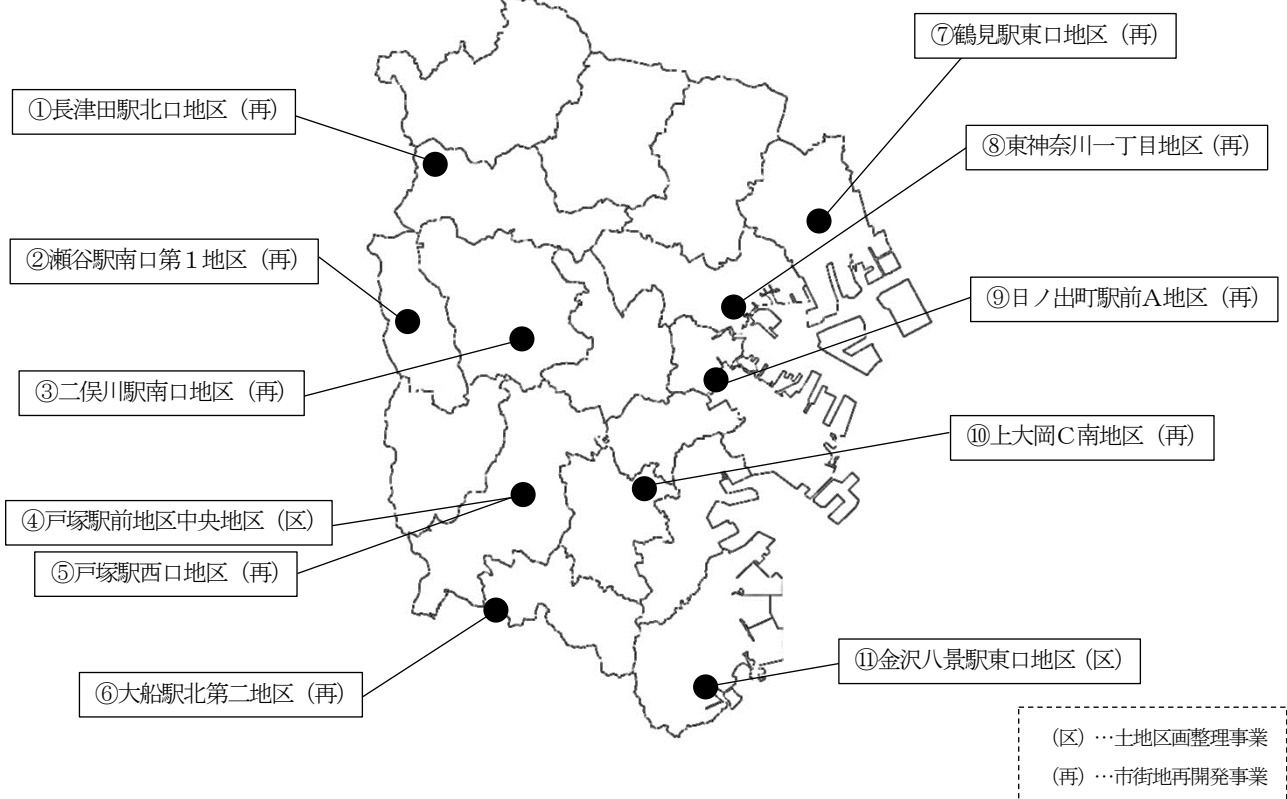 ①長津田駅北口地区（再）
②瀬谷駅南口第１地区（再）
③二俣川駅南口地区（再）
④戸塚駅前地区中央地区（区）
⑤戸塚駅西口地区（再）
⑥大船駅北第二地区（再）
⑦鶴見駅東口地区（再）
⑧東神奈川一丁目地区（再）
⑨日ノ出町駅前Ａ地区（再）
⑩上大岡Ｃ南地区（再）
⑪金沢八景駅東口地区（区）
（区）…土地区画整理事業
（再）…市街地再開発事業